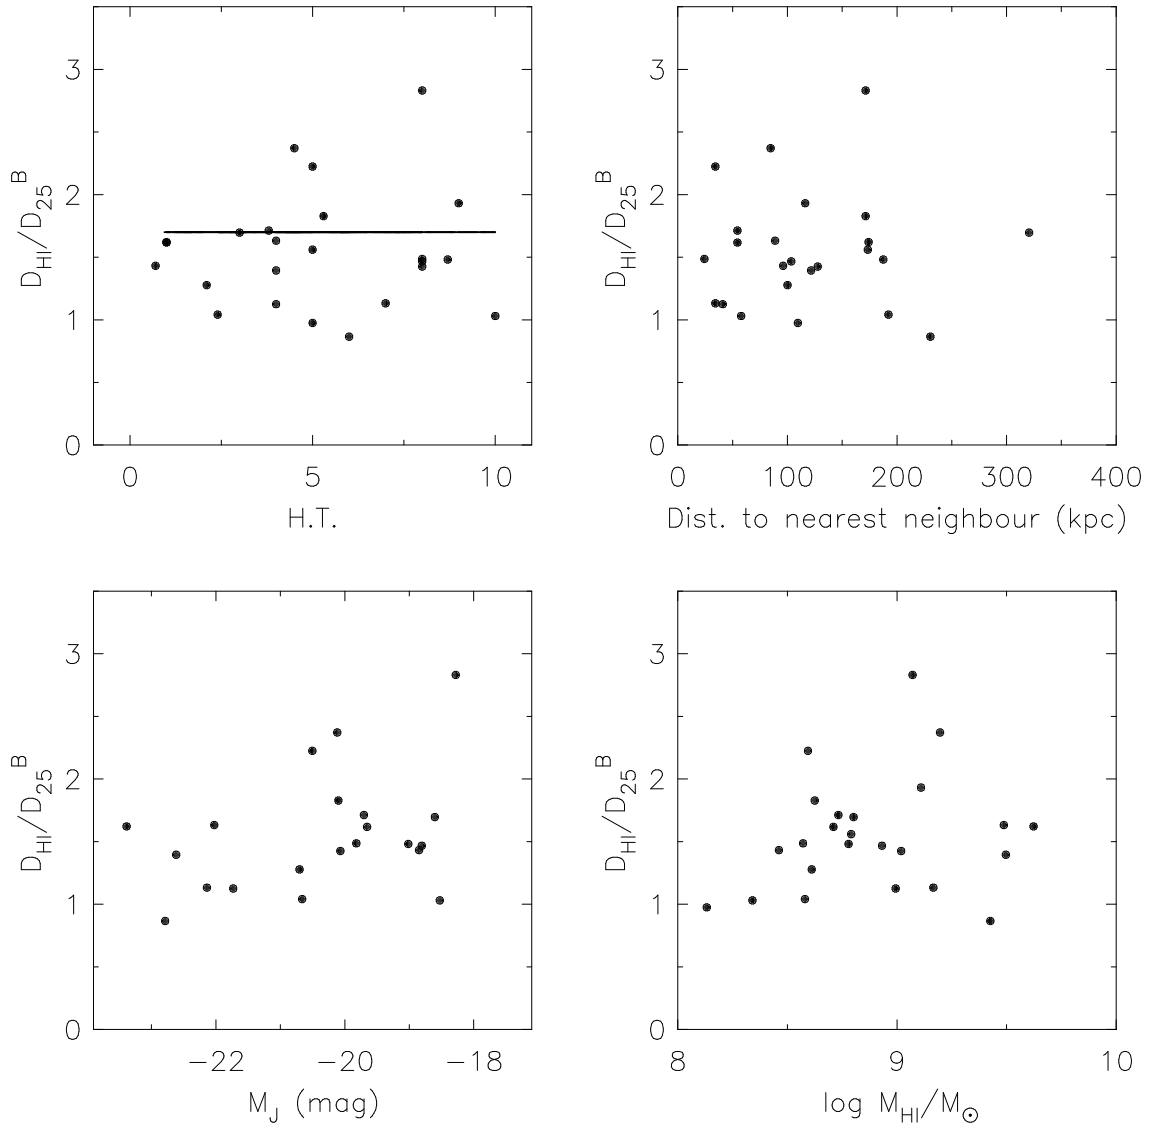 3
2
1
0
D_HI/D_25^B
0 5 10
H.T.
3
2
1
0
D_HI/D_25^B
0 100 200 300 400
Dist. to nearest neighbour (kpc)
3
2
1
0
D_HI/D_25^B
−22 −20 −18
M_J (mag)
3
2
1
0
D_HI/D_25^B
8 9 10
log M_HI/M_⊙